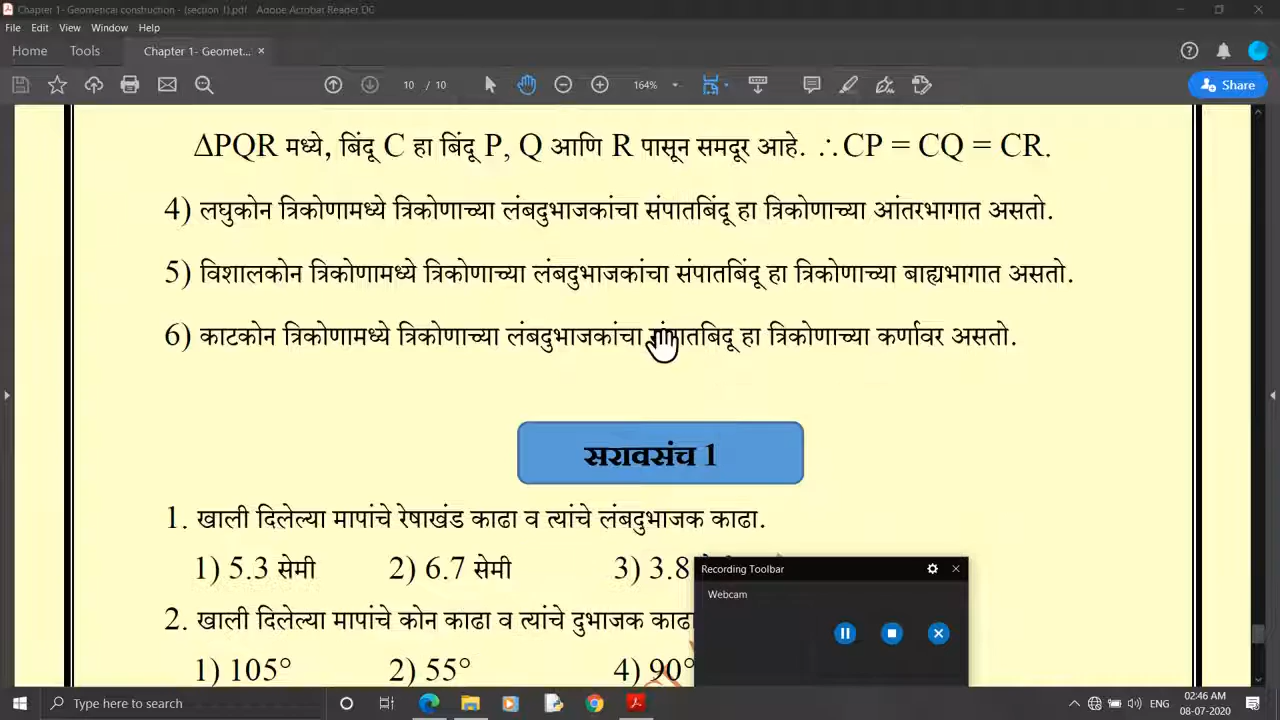 Chapter 1- Geometical construction - (section 1).pdf - Adobe Acrobat Reader DC
File Edit View Window Help
Home Tools Chapter 1- Geomet... ×
10 / 10 164% Share
ΔPQR मध्ये, बिंदू C हा बिंदू P, Q आणि R पासून समदूर आहे. ∴CP = CQ = CR.
4) लघुकोन त्रिकोणामध्ये त्रिकोणाच्या लंबदुभाजकांचा संपातबिंदू हा त्रिकोणाच्या आंतरभागात असतो.
5) विशालकोन त्रिकोणामध्ये त्रिकोणाच्या लंबदुभाजकांचा संपातबिंदू हा त्रिकोणाच्या बाह्यभागात असतो.
6) काटकोन त्रिकोणामध्ये त्रिकोणाच्या लंबदुभाजकांचा हा त्रिकोणाच्या कर्णावर असतो.
सरावसंच 1
1. खाली दिलेल्या मापांचे रेषाखंड काढा व त्यांचे लंबदुभाजक काढा.
1) 5.3 सेमी 2) 6.7 सेमी 3) 3.8
Recording Toolbar
Webcam
2. खाली दिलेल्या मापांचे कोन काढा व त्यांचे दुभाजक काढा
1) 105° 2) 55° 4) 90°
Type here to search
ENG
02:46 AM
08-07-2020